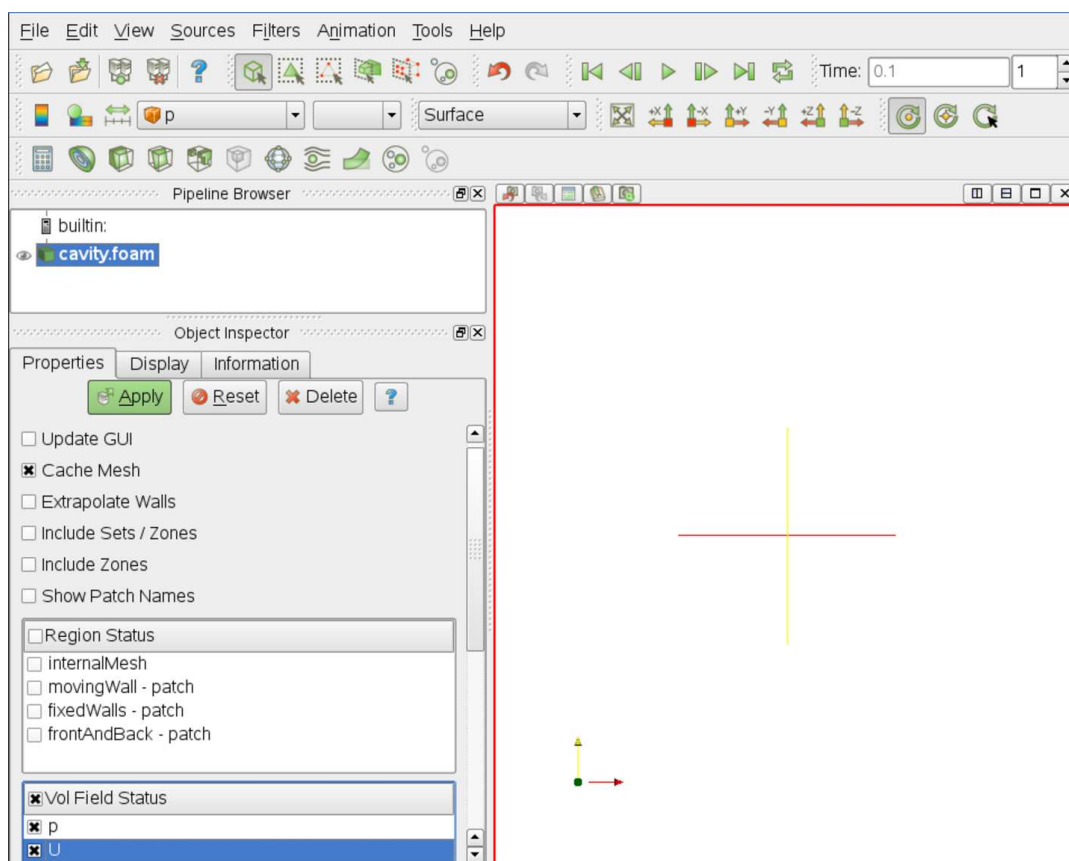 File Edit View Sources Filters Animation Tools Help
Time: 0.1 1
p Surface +X -X +Y -Y +Z -Z
Pipeline Browser
builtin:
cavity.foam
Object Inspector
Properties Display Information
Apply Reset Delete ?
Update GUI
Cache Mesh
Extrapolate Walls
Include Sets / Zones
Include Zones
Show Patch Names
Region Status
internalMesh
movingWall - patch
fixedWalls - patch
frontAndBack - patch
Vol Field Status
p
U